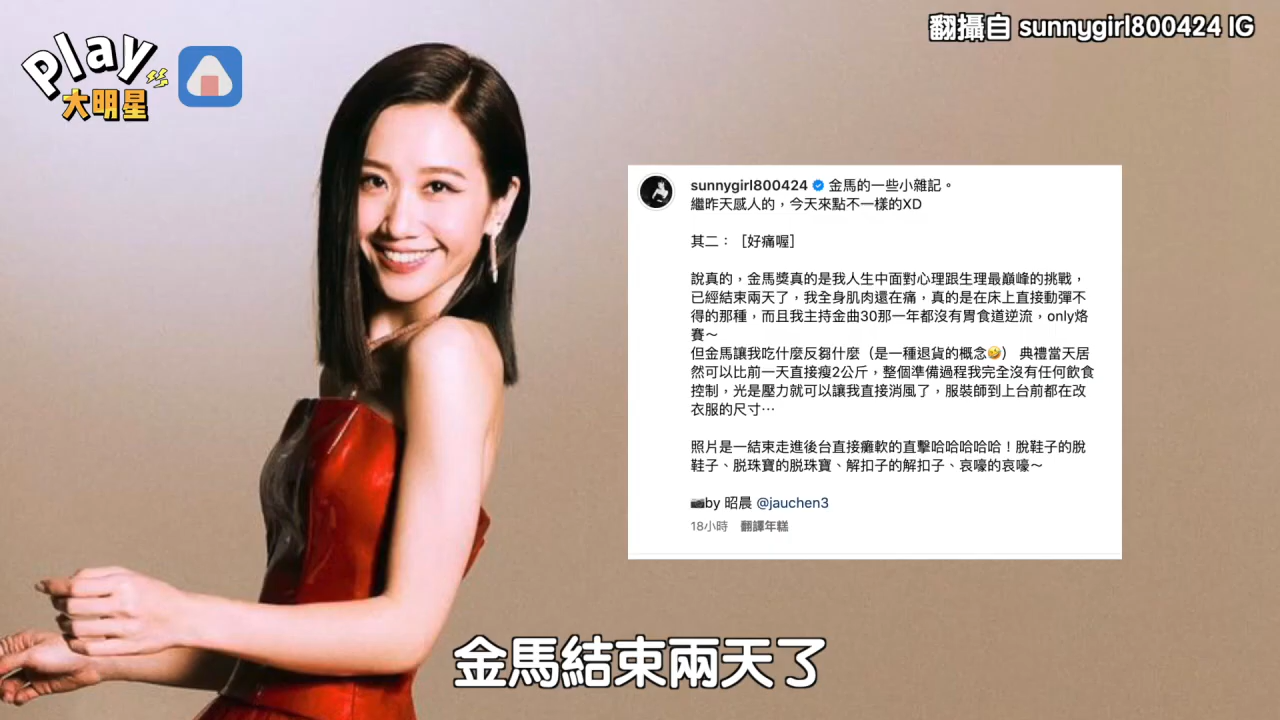 Play
大明星
翻攝自 sunnygirl800424 IG
sunnygirl800424 金馬的一些小雜記。
繼昨天感人的，今天來點不一樣的XD
其二：［好痛喔］
說真的，金馬獎真的是我人生中面對心理跟生理最巔峰的挑戰，
已經結束兩天了，我全身肌肉還在痛，真的是在床上直接動彈不
得的那種，而且我主持金曲30那一年都沒有胃食道逆流，only烙
賽～
但金馬讓我吃什麼反芻什麼（是一種退貨的概念🤪） 典禮當天居
然可以比前一天直接瘦2公斤，整個準備過程我完全沒有任何飲食
控制，光是壓力就可以讓我直接消風了，服裝師到上台前都在改
衣服的尺寸⋯
照片是一結束走進後台直接癱軟的直擊哈哈哈哈哈！脫鞋子的脫
鞋子、脫珠寶的脫珠寶、解扣子的解扣子、哀嚎的哀嚎～
📷by 昭晨 @jauchen3
18小時 翻譯年糕
金馬結束兩天了